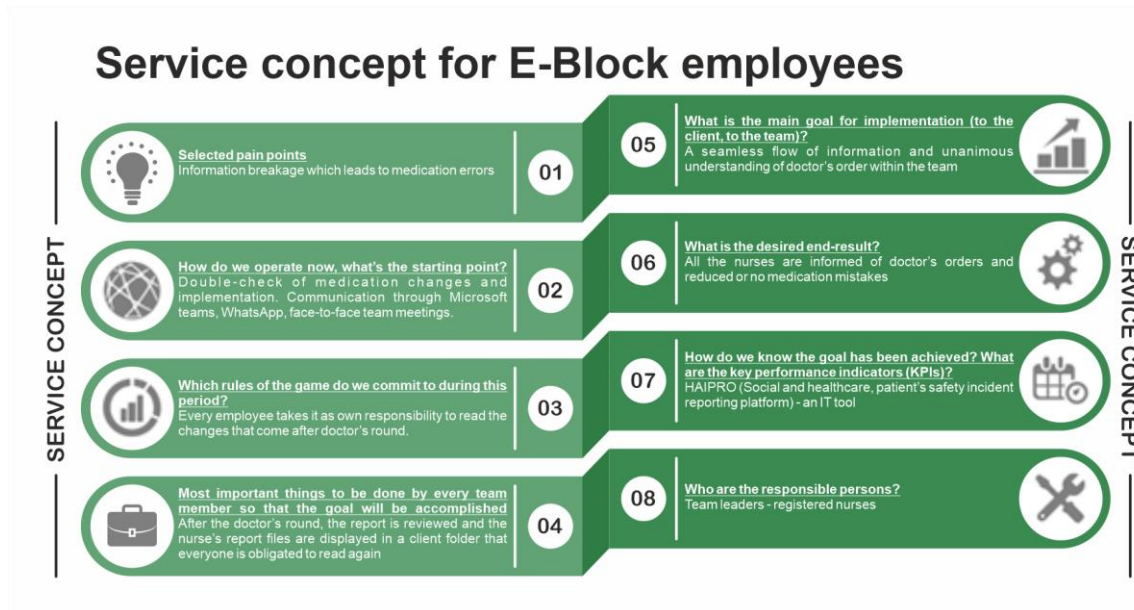 Service concept for E-Block employees
SERVICE CONCEPT
Selected pain points
Information breakage which leads to medication errors
01
How do we operate now, what's the starting point?
Double-check of medication changes and
implementation. Communication through Microsoft
teams, WhatsApp, face-to-face team meetings.
02
Which rules of the game do we commit to during this
period?
Every employee takes it as own responsibility to read the
changes that come after doctor's round.
03
Most important things to be done by every team
member so that the goal will be accomplished
After the doctor's round, the report is reviewed and the
nurse's report files are displayed in a client folder that
everyone is obligated to read again
04
05
What is the main goal for implementation (to the
client, to the team)?
A seamless flow of information and unanimous
understanding of doctor's order within the team
06
What is the desired end-result?
All the nurses are informed of doctor's orders and
reduced or no medication mistakes
07
How do we know the goal has been achieved? What
are the key performance indicators (KPIs)?
HAIPRO (Social and healthcare, patient's safety incident
reporting platform) - an IT tool
08
Who are the responsible persons?
Team leaders - registered nurses
SERVICE CONCEPT